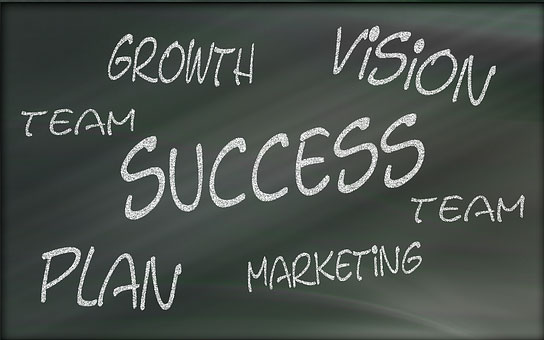 GROWTH
ViSiON
TEAM
SUCCESS
TEAM
PLAN
MARKETiNG